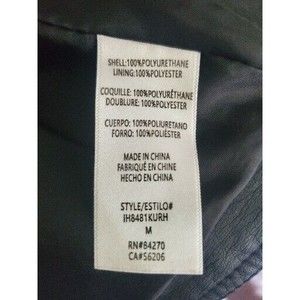 SHELL:100%POLYURETHANE
LINING:100%POLYESTER
COQUILLE:100%POLYURÉTHANE
DOUBLURE:100%POLYESTER
CUERPO:100%POLIURETANO
FORRO:100%POLIÉSTER
MADE IN CHINA
FABRIQUÉ EN CHINE
HECHO EN CHINA
STYLE/ESTILO#
IH8481KURH
M
RN#84270
CA#56206